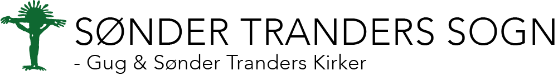 SØNDER TRANDERS SOGN
- Gug & Sønder Tranders Kirker